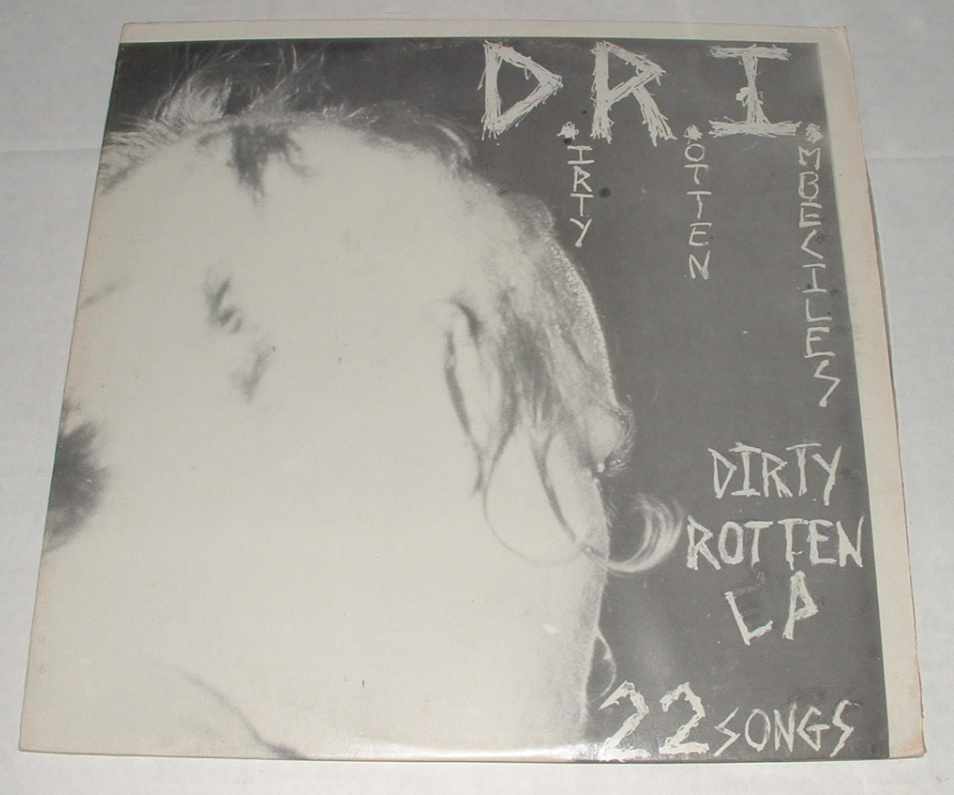 D.R.I.
IRTY
OTTEN
MBECILES
DIRTY
ROTTEN
LP
22 SONGS